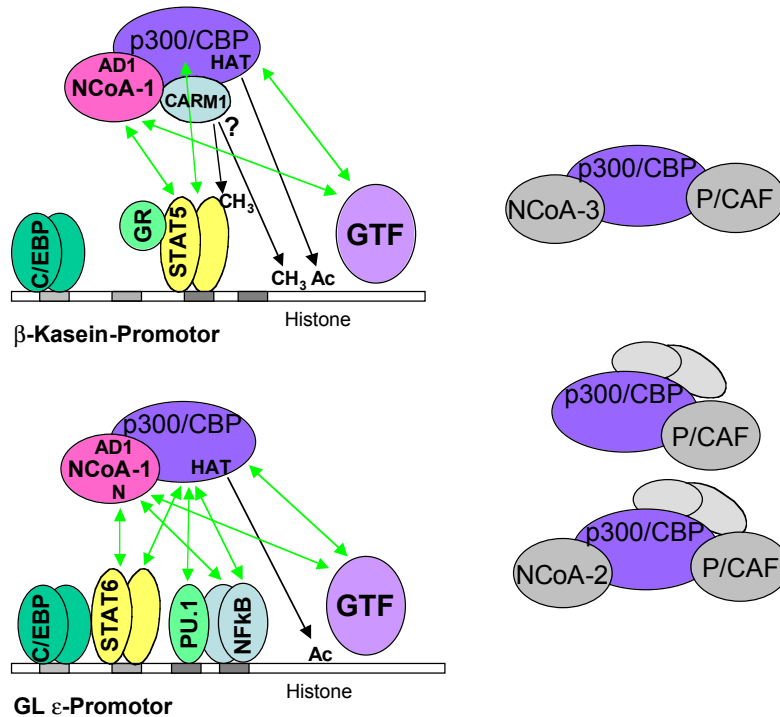 p300/CBP
HAT
AD1
NCoA-1
CARM1
?
CH3
GR
STAT5
C/EBP
GTF
CH3 Ac
Histone
β-Kasein-Promotor
p300/CBP
NCoA-3
P/CAF
p300/CBP
P/CAF
p300/CBP
AD1
NCoA-1
N
HAT
C/EBP
STAT6
PU.1
NFkB
GTF
Ac
Histone
GL ε-Promotor
p300/CBP
NCoA-2
P/CAF